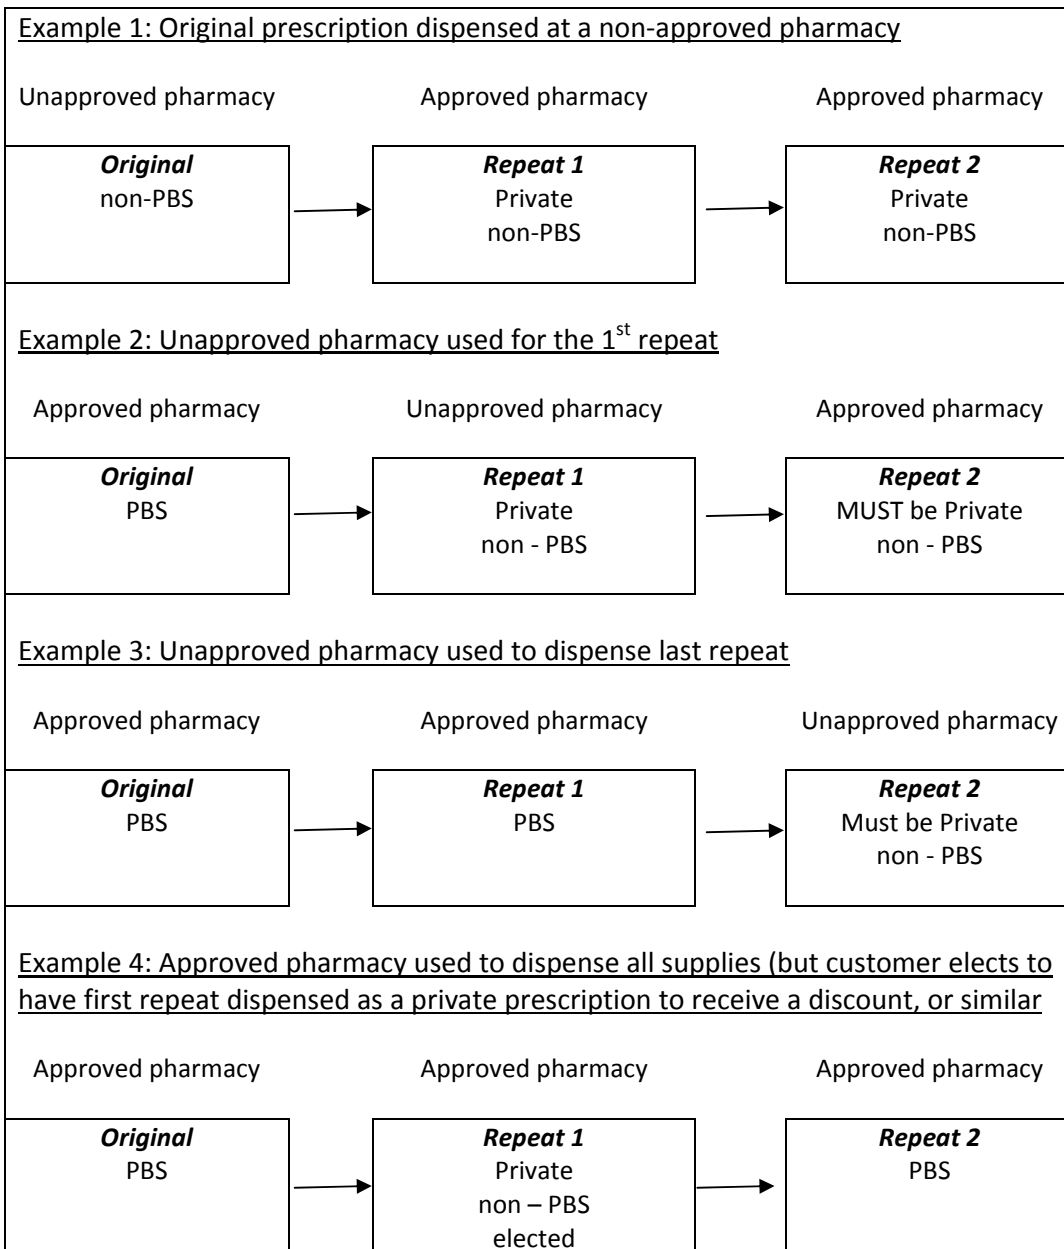 Example 1: Original prescription dispensed at a non-approved pharmacy
Unapproved pharmacy Approved pharmacy Approved pharmacy
Original Repeat 1 Repeat 2
non-PBS Private Private
non-PBS non-PBS
Example 2: Unapproved pharmacy used for the 1st repeat
Approved pharmacy Unapproved pharmacy Approved pharmacy
Original Repeat 1 Repeat 2
PBS Private MUST be Private
non - PBS non - PBS
Example 3: Unapproved pharmacy used to dispense last repeat
Approved pharmacy Approved pharmacy Unapproved pharmacy
Original Repeat 1 Repeat 2
PBS PBS Must be Private
non - PBS
Example 4: Approved pharmacy used to dispense all supplies (but customer elects to
have first repeat dispensed as a private prescription to receive a discount, or similar
Approved pharmacy Approved pharmacy Approved pharmacy
Original Repeat 1 Repeat 2
PBS Private PBS
non – PBS
elected